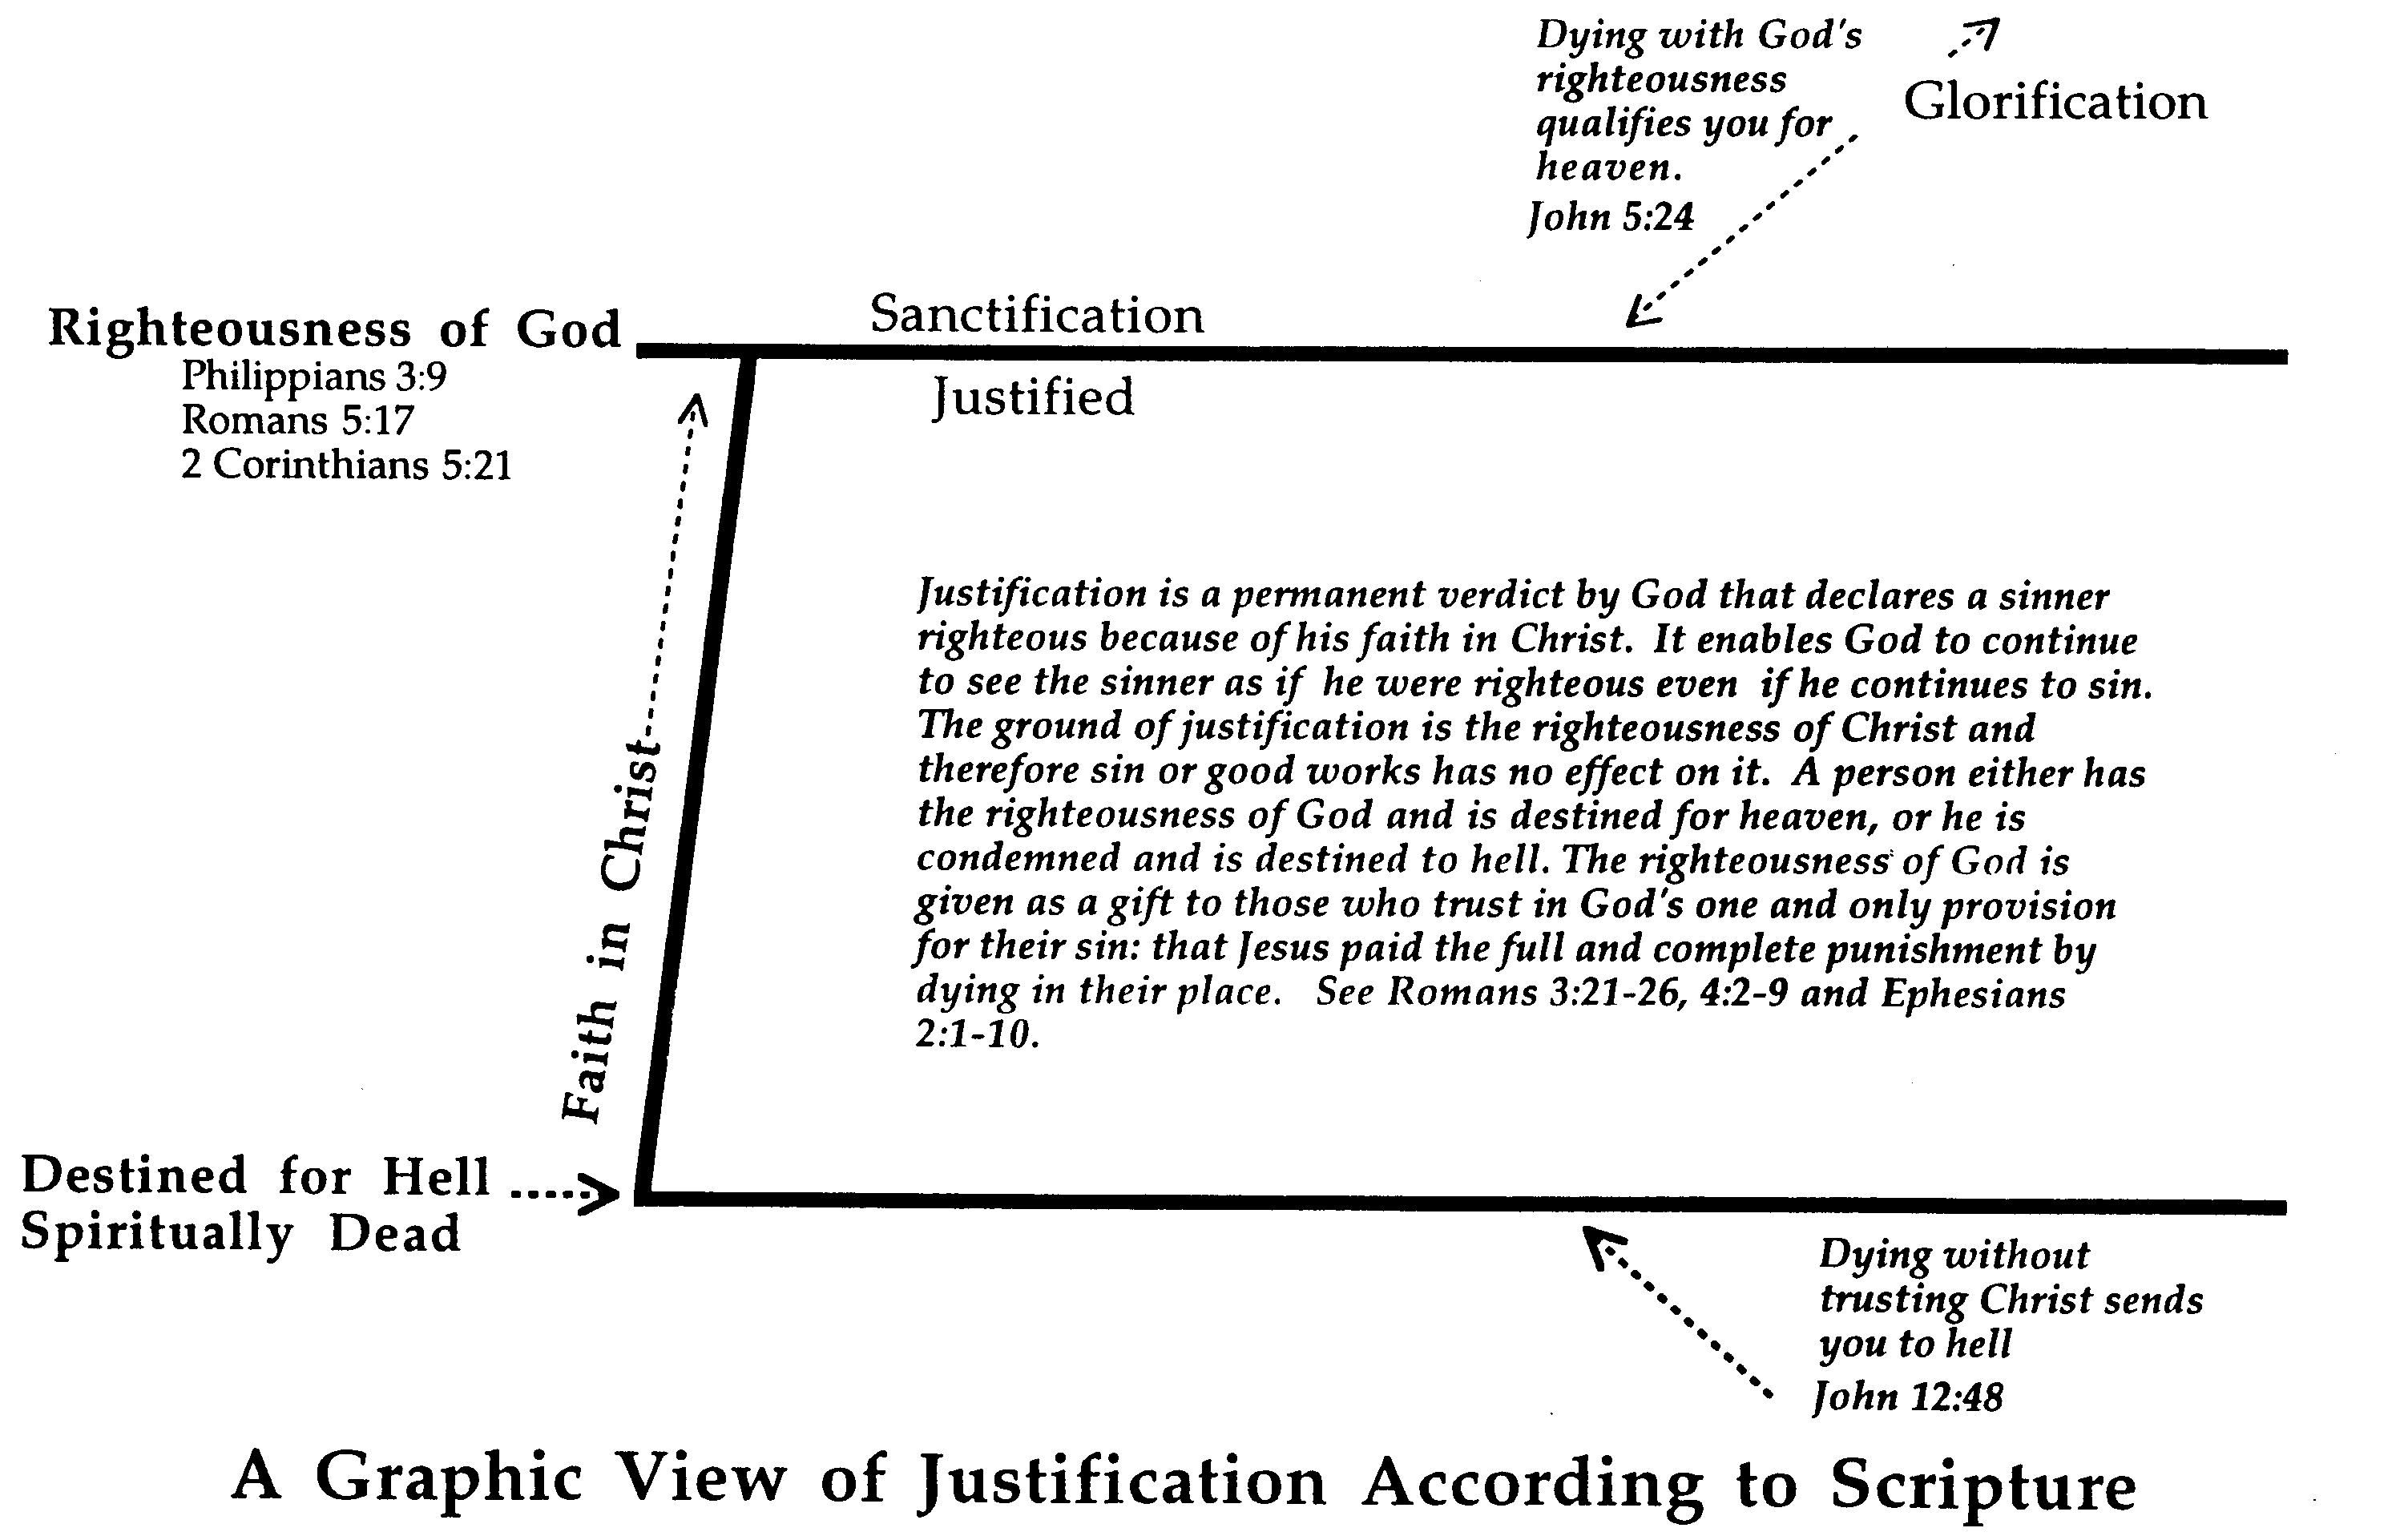 Dying with God's
righteousness
qualifies you for
heaven.
John 5:24
Glorification
Righteousness of God
Philippians 3:9
Romans 5:17
2 Corinthians 5:21
Sanctification
Justified
Faith in Christ
Justification is a permanent verdict by God that declares a sinner
righteous because of his faith in Christ. It enables God to continue
to see the sinner as if he were righteous even if he continues to sin.
The ground of justification is the righteousness of Christ and
therefore sin or good works has no effect on it. A person either has
the righteousness of God and is destined for heaven, or he is
condemned and is destined to hell. The righteousness of God is
given as a gift to those who trust in God's one and only provision
for their sin: that Jesus paid the full and complete punishment by
dying in their place. See Romans 3:21-26, 4:2-9 and Ephesians
2:1-10.
Destined for Hell
Spiritually Dead
Dying without
trusting Christ sends
you to hell
John 12:48
A Graphic View of Justification According to Scripture